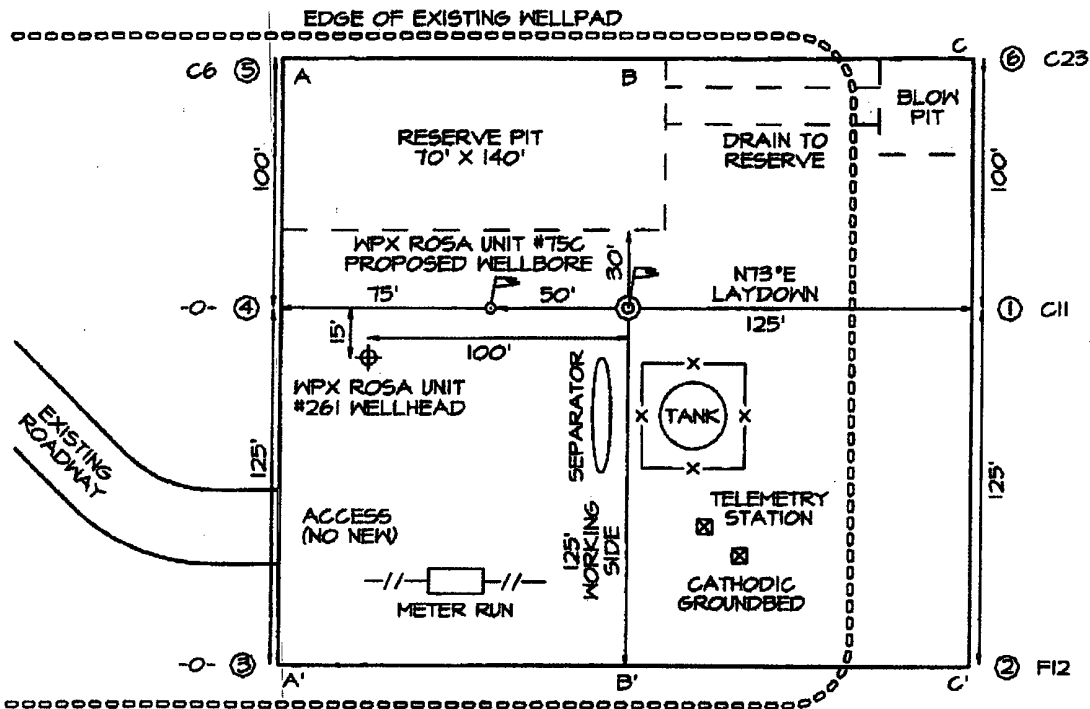 EDGE OF EXISTING WELLPAD
C6 ⑤
A
B
C
⑥ C23
BLOW
PIT
RESERVE PIT
70' X 140'
DRAIN TO
RESERVE
100'
100'
WPX ROSA UNIT #75C
PROPOSED WELLBORE
30'
N73°E
LAYDOWN
75'
50'
125'
-0- ④
① C11
15'
100'
WPX ROSA UNIT
#261 WELLHEAD
SEPARATOR
TANK
EXISTING
ROADWAY
125'
125'
ACCESS
(NO NEW)
125'
WORKING
SIDE
TELEMETRY
STATION
METER RUN
CATHODIC
GROUNDBED
-0- ③
A'
B'
C'
② F12